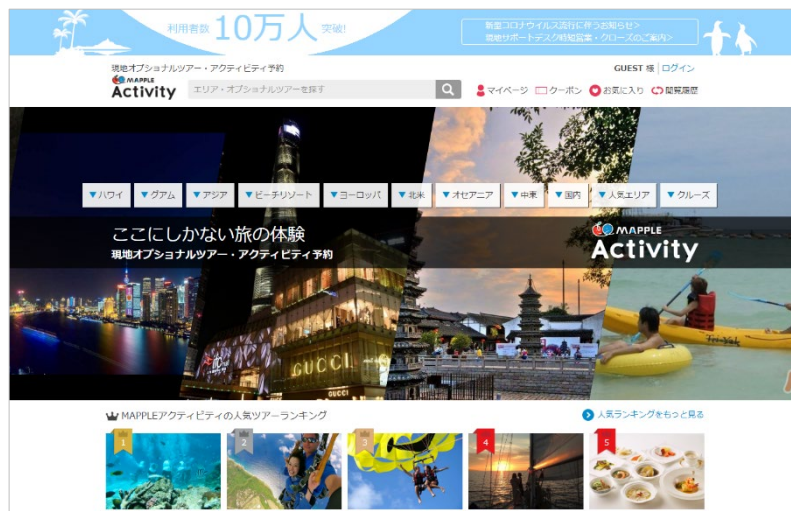 利用者数 10万人 突破!
新型コロナウイルス流行に伴うお知らせ>
現地サポートデスク時短営業・クローズのご案内>
現地オプショナルツアー・アクティビティ予約
GUEST 様 ログイン
MAPPLE
Activity
エリア・オプショナルツアーを探す
マイページ クーポン お気に入り 閲覧履歴
▼ハワイ ▼グアム ▼アジア ▼ビーチリゾート ▼ヨーロッパ ▼北米 ▼オセアニア ▼中東 ▼国内 ▼人気エリア ▼クルーズ
ここにしかない旅の体験
現地オプショナルツアー・アクティビティ予約
MAPPLE
Activity
GUCCI
GUCCI
MAPPLEアクティビティの人気ツアーランキング
人気ランキングをもっと見る
1 2 3 4 5